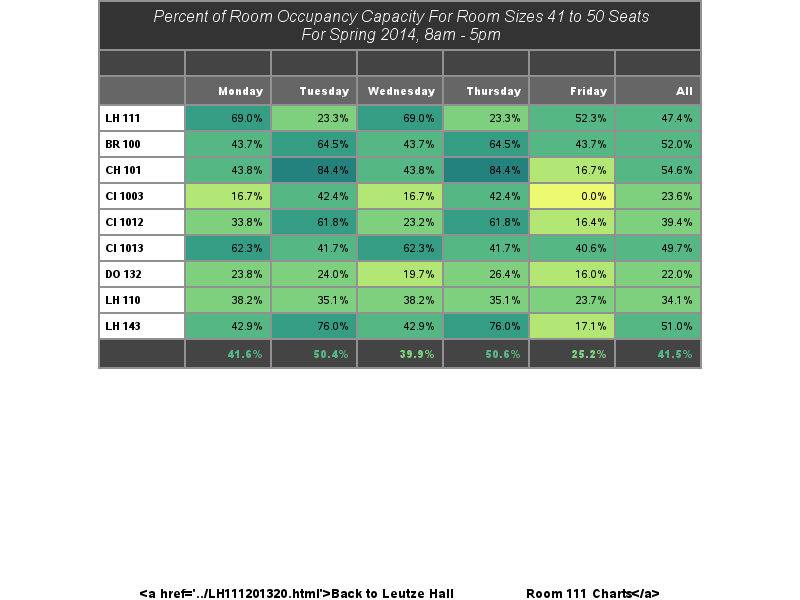 Percent of Room Occupancy Capacity For Room Sizes 41 to 50 Seats
For Spring 2014, 8am - 5pm
Monday Tuesday Wednesday Thursday Friday All
LH 111 69.0% 23.3% 69.0% 23.3% 52.3% 47.4%
BR 100 43.7% 64.5% 43.7% 64.5% 43.7% 52.0%
CH 101 43.8% 84.4% 43.8% 84.4% 16.7% 54.6%
CI 1003 16.7% 42.4% 16.7% 42.4% 0.0% 23.6%
CI 1012 33.8% 61.8% 23.2% 61.8% 16.4% 39.4%
CI 1013 62.3% 41.7% 62.3% 41.7% 40.6% 49.7%
DO 132 23.8% 24.0% 19.7% 26.4% 16.0% 22.0%
LH 110 38.2% 35.1% 38.2% 35.1% 23.7% 34.1%
LH 143 42.9% 76.0% 42.9% 76.0% 17.1% 51.0%
41.6% 50.4% 39.9% 50.6% 25.2% 41.5%
<a href='../LH111201320.html'>Back to Leutze Hall Room 111 Charts</a>